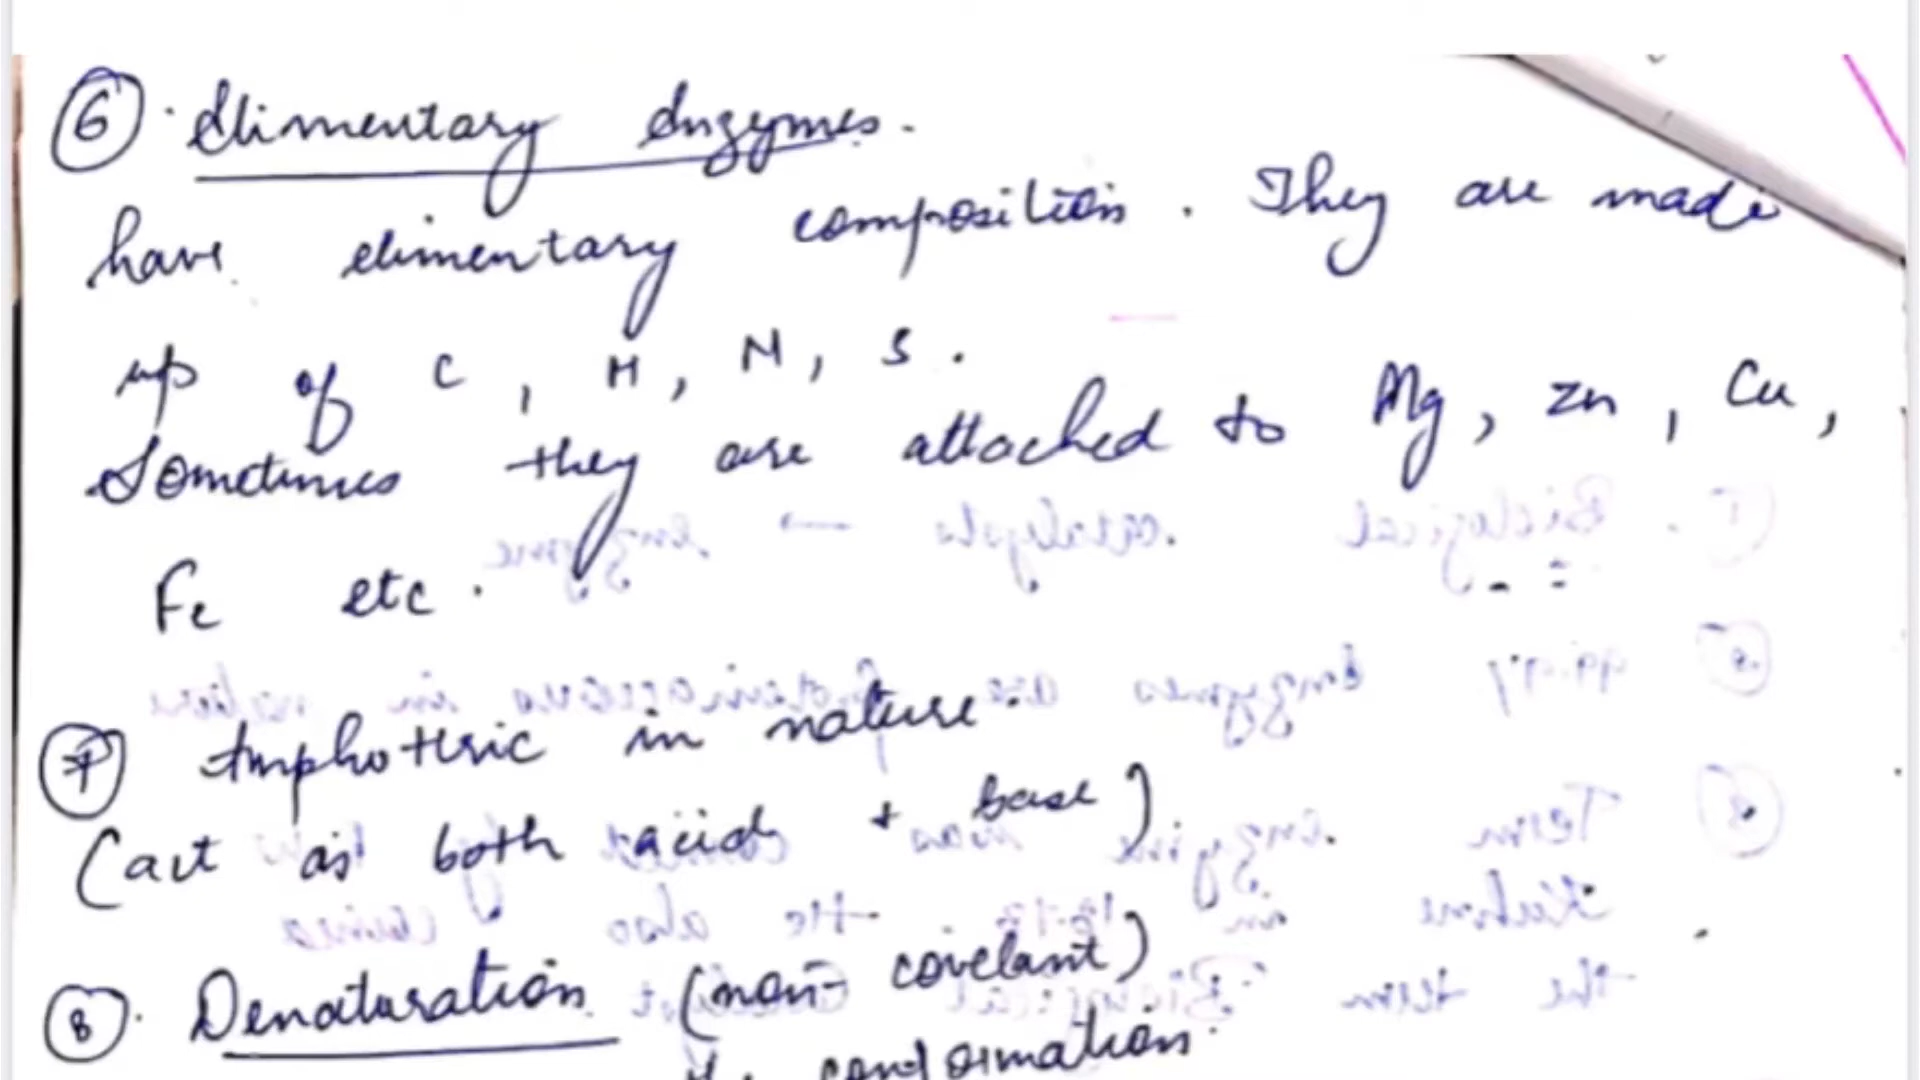 6. Elimentary Enzymes.
have elimentary composition. They are made
up of C, H, N, S.
Sometimes they are attached to Mg, Zn, Cu,
Fe etc.
7 Amphoteric in nature.
(act as both acid + base)
8. Denaturation (non-covelant)
conformation.